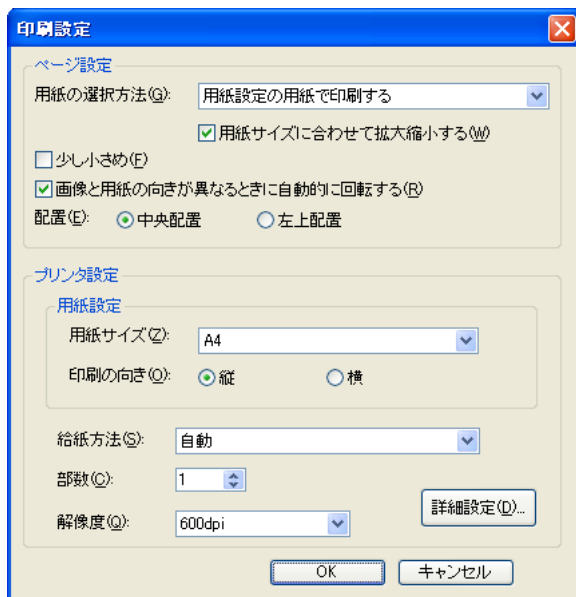 印刷設定
ページ設定
用紙の選択方法(G): 用紙設定の用紙で印刷する
用紙サイズに合わせて拡大縮小する(W)
少し小さめ(F)
画像と用紙の向きが異なるときに自動的に回転する(R)
配置(E): 中央配置 左上配置
プリンタ設定
用紙設定
用紙サイズ(Z): A4
印刷の向き(O): 縦 横
給紙方法(S): 自動
部数(C): 1
詳細設定(D)...
解像度(Q): 600dpi
OK キャンセル